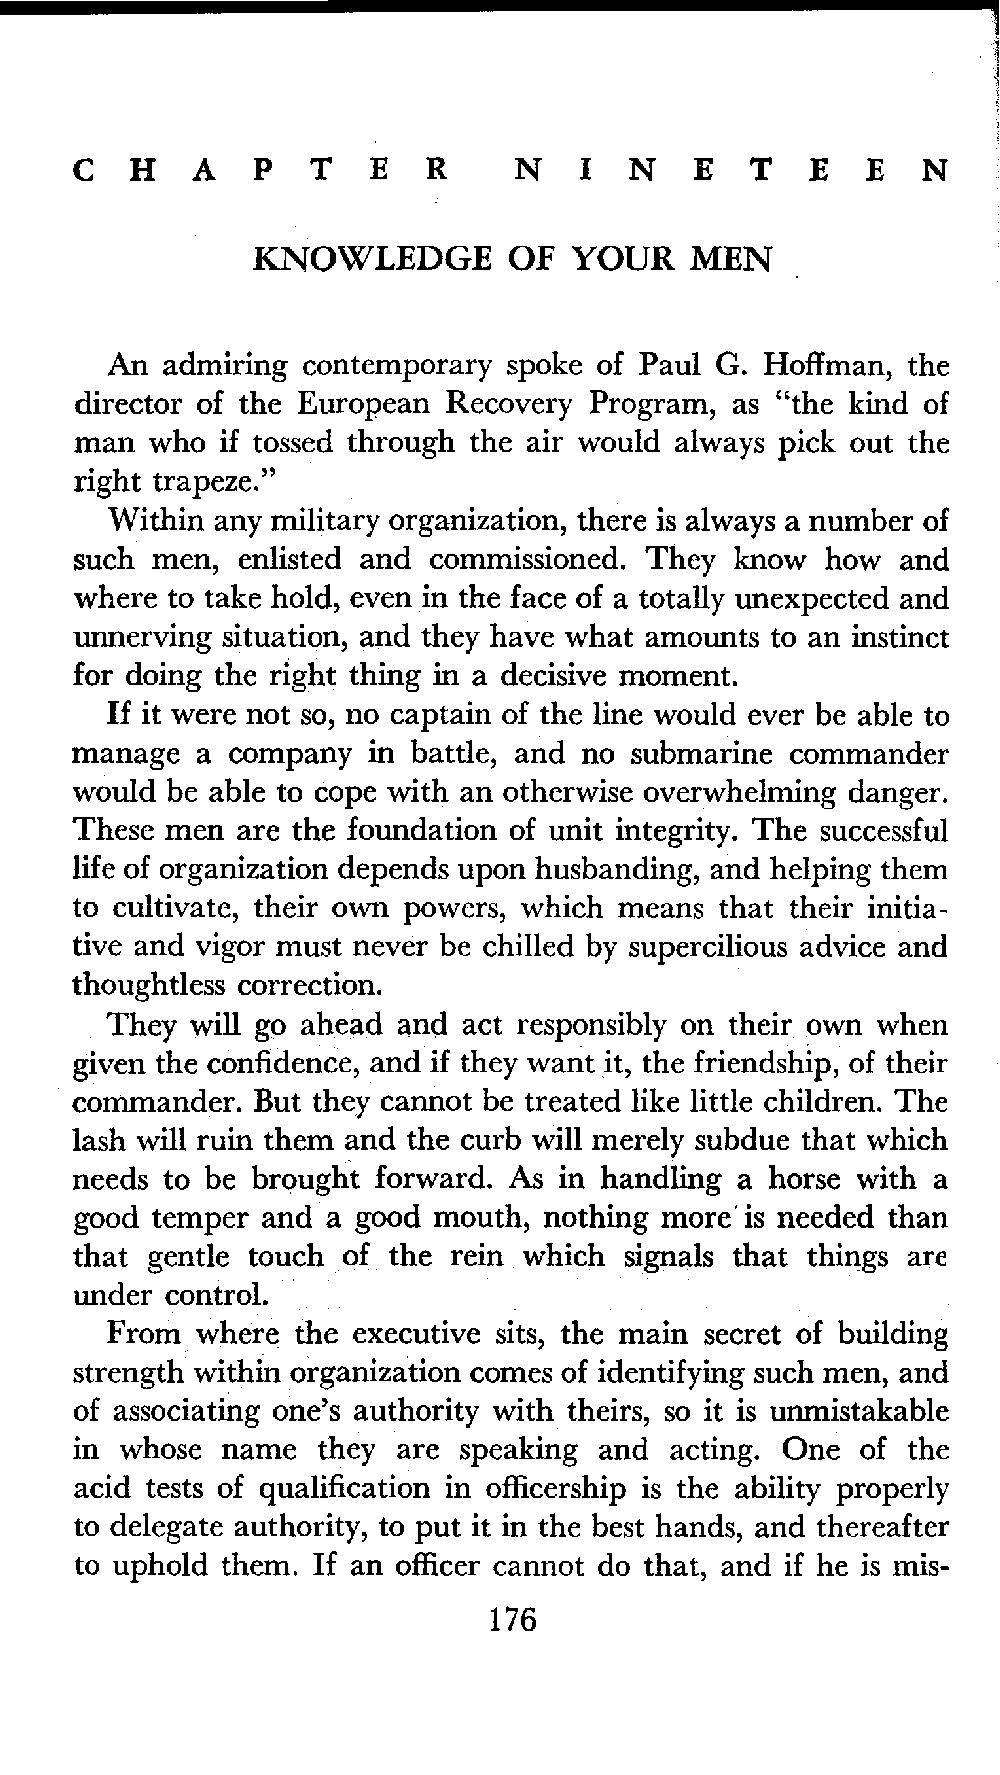 CHAPTER NINETEEN
KNOWLEDGE OF YOUR MEN
An admiring contemporary spoke of Paul G. Hoffman, the
director of the European Recovery Program, as “the kind of
man who if tossed through the air would always pick out the
right trapeze.”
Within any military organization, there is always a number of
such men, enlisted and commissioned. They know how and
where to take hold, even in the face of a totally unexpected and
unnerving situation, and they have what amounts to an instinct
for doing the right thing in a decisive moment.
If it were not so, no captain of the line would ever be able to
manage a company in battle, and no submarine commander
would be able to cope with an otherwise overwhelming danger.
These men are the foundation of unit integrity. The successful
life of organization depends upon husbanding, and helping them
to cultivate, their own powers, which means that their initia-
tive and vigor must never be chilled by supercilious advice and
thoughtless correction.
They will go ahead and act responsibly on their own when
given the confidence, and if they want it, the friendship, of their
commander. But they cannot be treated like little children. The
lash will ruin them and the curb will merely subdue that which
needs to be brought forward. As in handling a horse with a
good temper and a good mouth, nothing more is needed than
that gentle touch of the rein which signals that things are
under control.
From where the executive sits, the main secret of building
strength within organization comes of identifying such men, and
of associating one’s authority with theirs, so it is unmistakable
in whose name they are speaking and acting. One of the
acid tests of qualification in officership is the ability properly
to delegate authority, to put it in the best hands, and thereafter
to uphold them. If an officer cannot do that, and if he is mis-
176